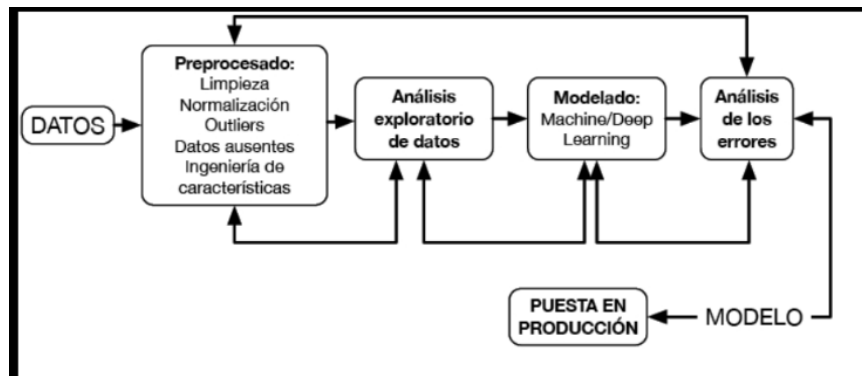 DATOS
Preprocesado:
Limpieza
Normalización
Outliers
Datos ausentes
Ingeniería de
características
Análisis
exploratorio
de datos
Modelado:
Machine/Deep
Learning
Análisis
de los
errores
PUESTA EN
PRODUCCIÓN
MODELO